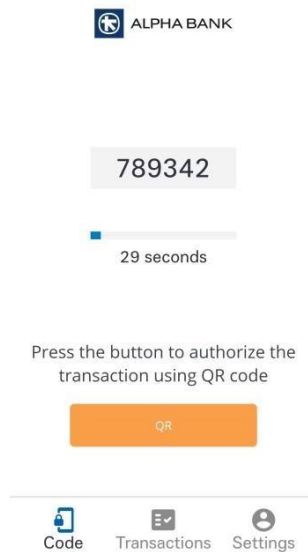 ALPHA BANK
789342
29 seconds
Press the button to authorize the
transaction using QR code
QR
Code Transactions Settings